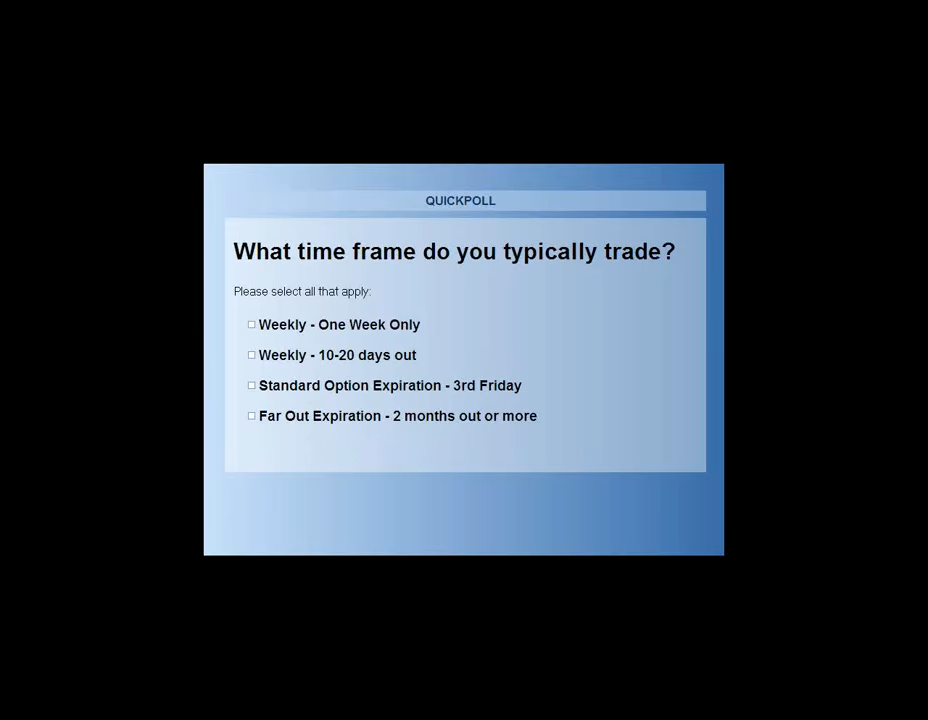 QUICKPOLL
What time frame do you typically trade?
Please select all that apply:
Weekly - One Week Only
Weekly - 10-20 days out
Standard Option Expiration - 3rd Friday
Far Out Expiration - 2 months out or more